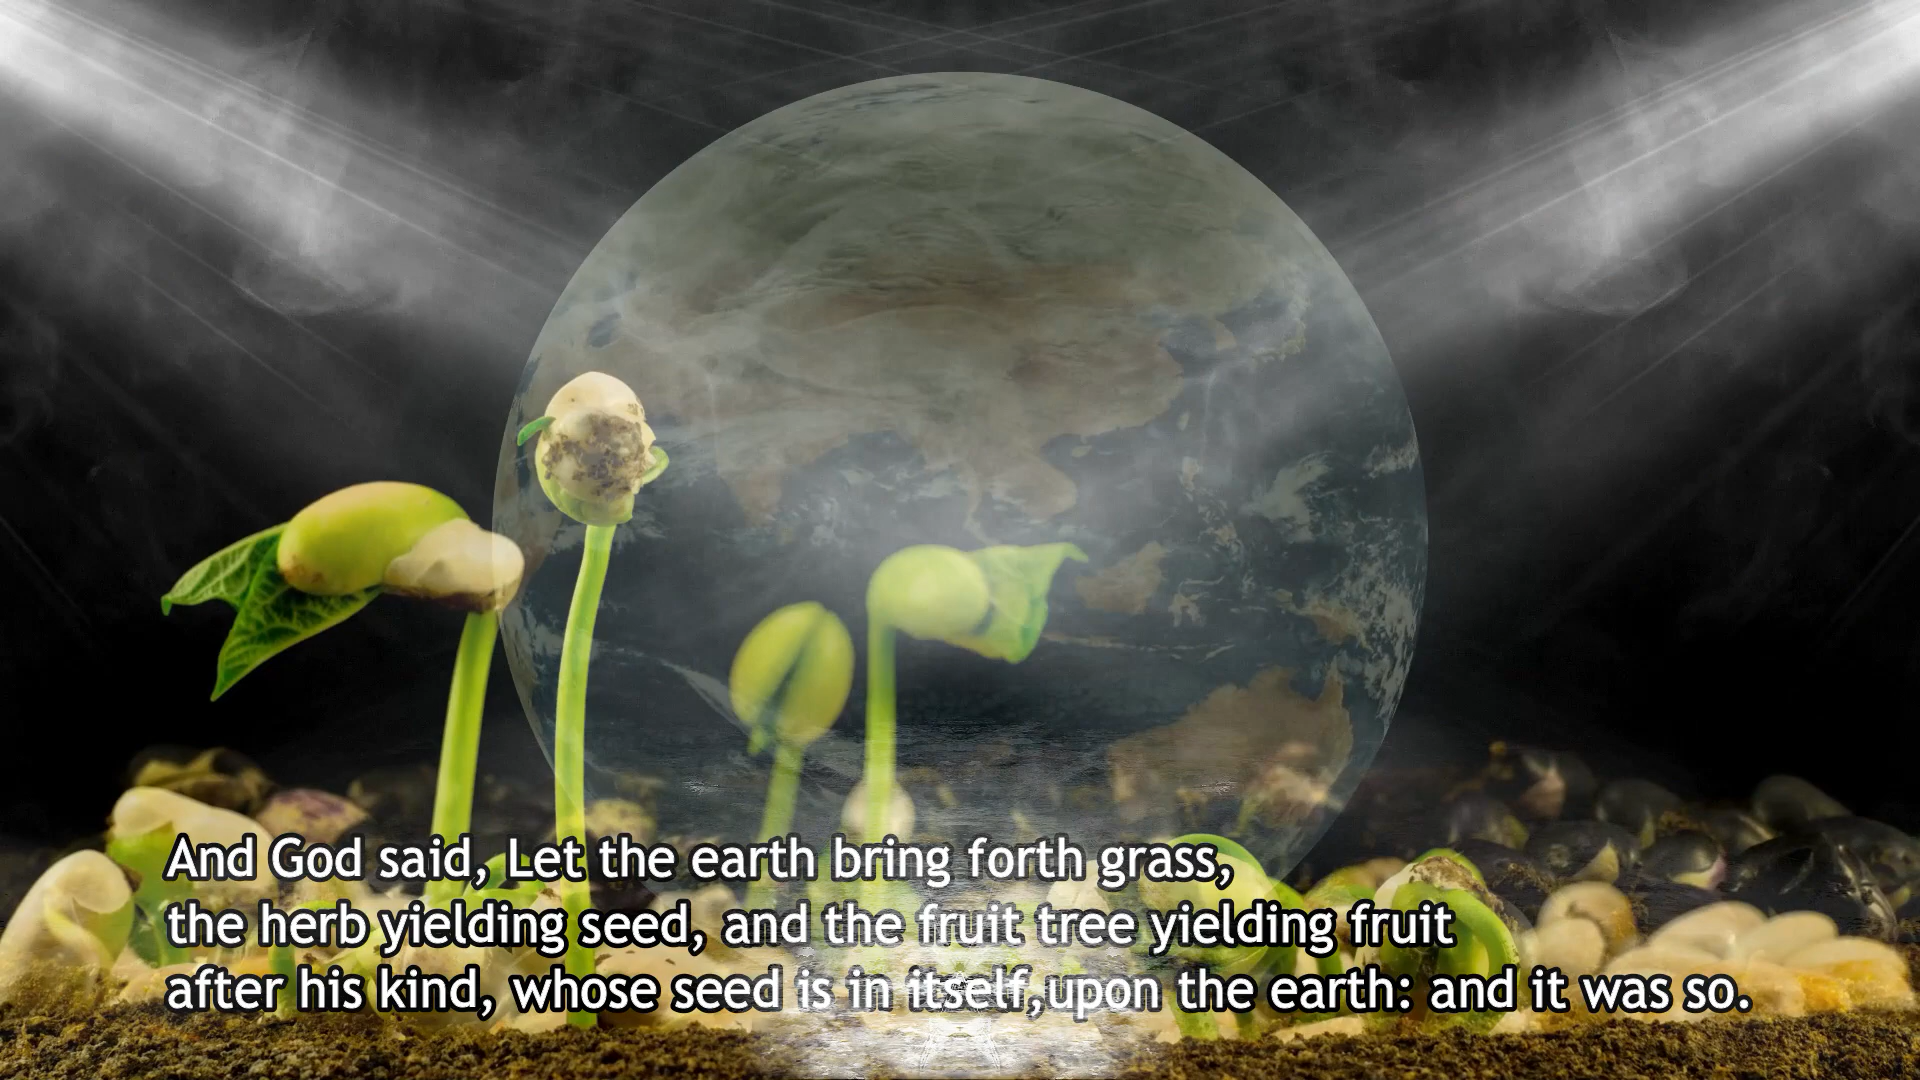 And God said, Let the earth bring forth grass,
the herb yielding seed, and the fruit tree yielding fruit
after his kind, whose seed is in itself,upon the earth: and it was so.